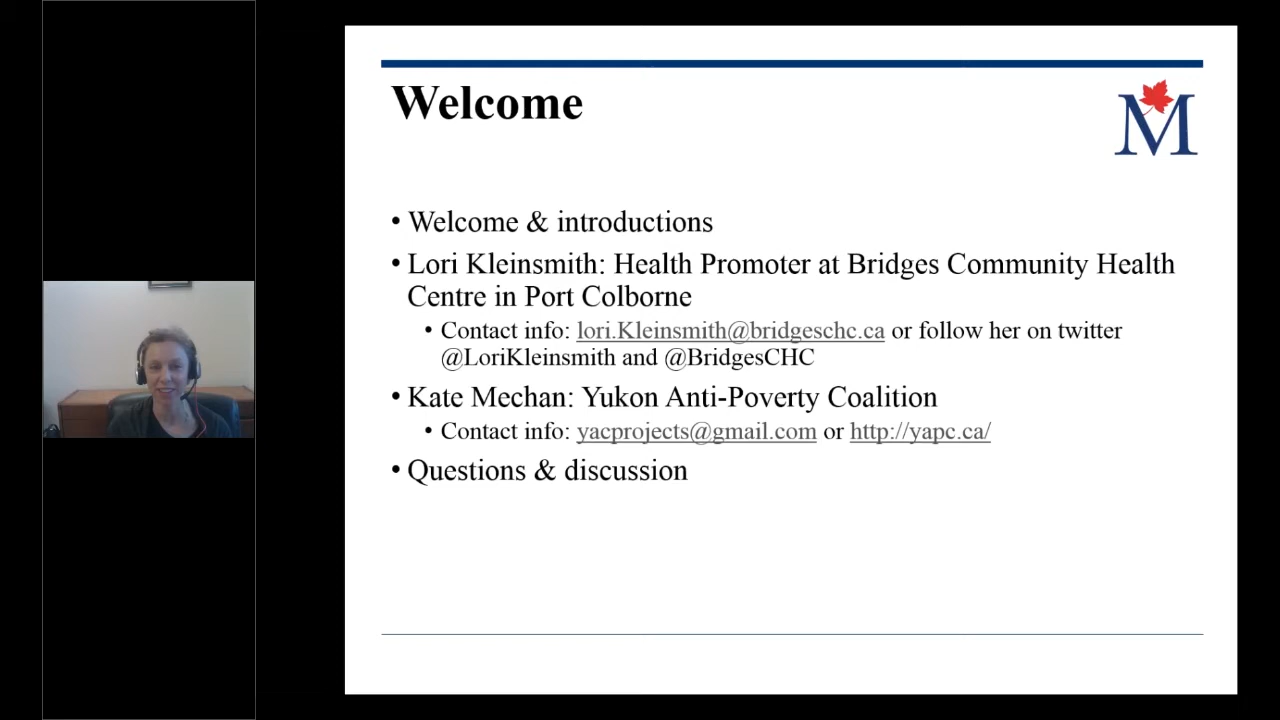 Welcome
M
• Welcome & introductions
• Lori Kleinsmith: Health Promoter at Bridges Community Health
Centre in Port Colborne
• Contact info: lori.Kleinsmith@bridgeschc.ca or follow her on twitter
@LoriKleinsmith and @BridgesCHC
• Kate Mechan: Yukon Anti-Poverty Coalition
• Contact info: yacprojects@gmail.com or http://yapc.ca/
• Questions & discussion